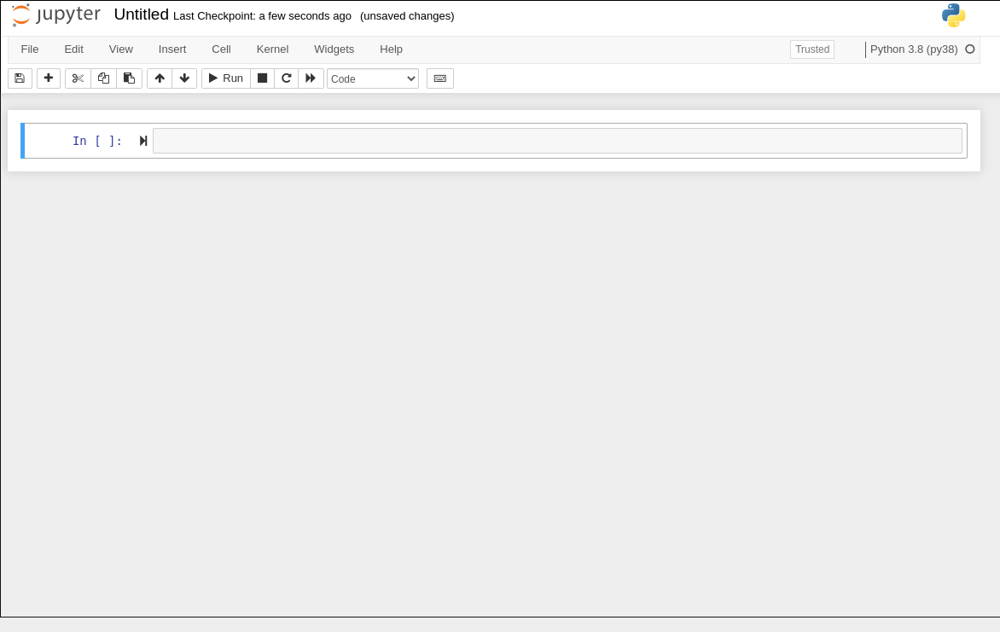 jupyter Untitled Last Checkpoint: a few seconds ago (unsaved changes)
File Edit View Insert Cell Kernel Widgets Help Trusted Python 3.8 (py38)
Run Code
In [ ]: